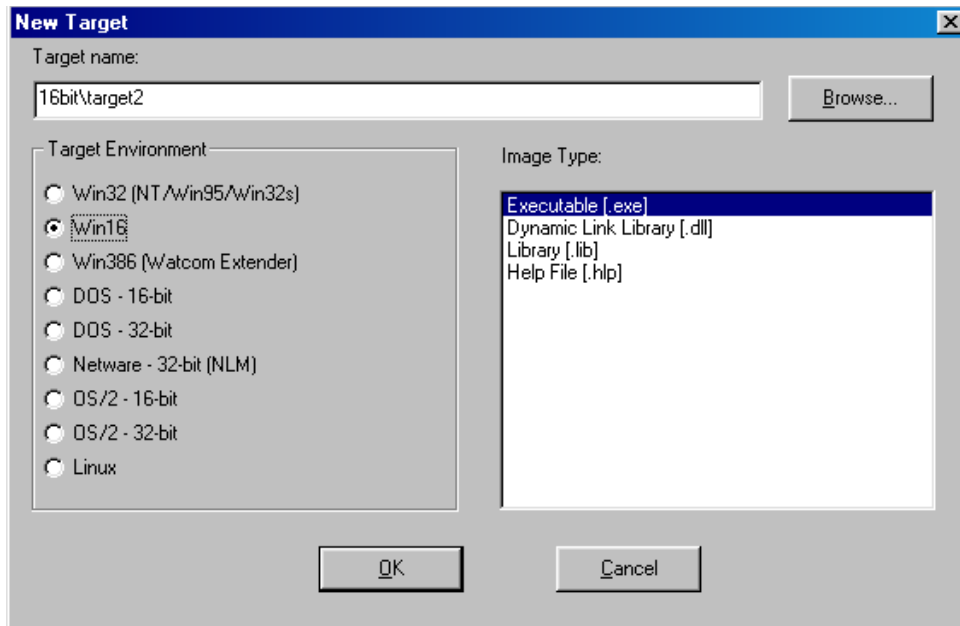 New Target
Target name:
16bit\target2
Browse...
Target Environment
Win32 (NT/Win95/Win32s)
Win16
Win386 (Watcom Extender)
DOS - 16-bit
DOS - 32-bit
Netware - 32-bit (NLM)
OS/2 - 16-bit
OS/2 - 32-bit
Linux
Image Type:
Executable [.exe]
Dynamic Link Library [.dll]
Library [.lib]
Help File [.hlp]
OK
Cancel